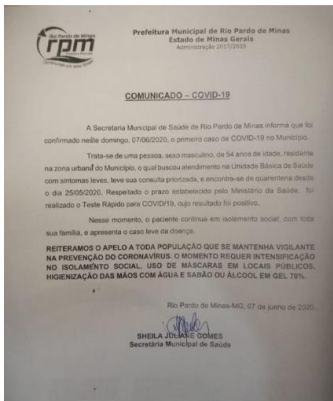 Rio Pardo de Minas
rpm
Prefeitura Municipal de Rio Pardo de Minas
Estado de Minas Gerais
Administração 2017/2020
COMUNICADO – COVID-19
A Secretaria Municipal de Saúde de Rio Pardo de Minas informa que foi
confirmado neste domingo, 07/06/2020, o primeiro caso de COVID-19 no Município.
Trata-se de uma pessoa, sexo masculino, de 54 anos de idade, residente
na zona urbana do Município, o qual buscou atendimento na Unidade Básica de Saúde
com sintomas leves, teve sua consulta priorizada, e encontra-se de quarentena desde
o dia 25/05/2020. Respeitado o prazo estabelecido pelo Ministério da Saúde, foi
realizado o Teste Rápido para COVID/19, cujo resultado foi positivo.
Nesse momento, o paciente continua em isolamento social, com toda
sua família, e apresenta o caso leve da doença.
REITERAMOS O APELO A TODA POPULAÇÃO QUE SE MANTENHA VIGILANTE
NA PREVENÇÃO DO CORONAVÍRUS. O MOMENTO REQUER INTENSIFICAÇÃO
NO ISOLAMENTO SOCIAL, USO DE MÁSCARAS EM LOCAIS PÚBLICOS,
HIGIENIZAÇÃO DAS MÃOS COM ÁGUA E SABÃO OU ÁLCOOL EM GEL 70%.
Rio Pardo de Minas-MG, 07 de junho de 2020.
SHEILA JULIANE GOMES
Secretária Municipal de Saúde